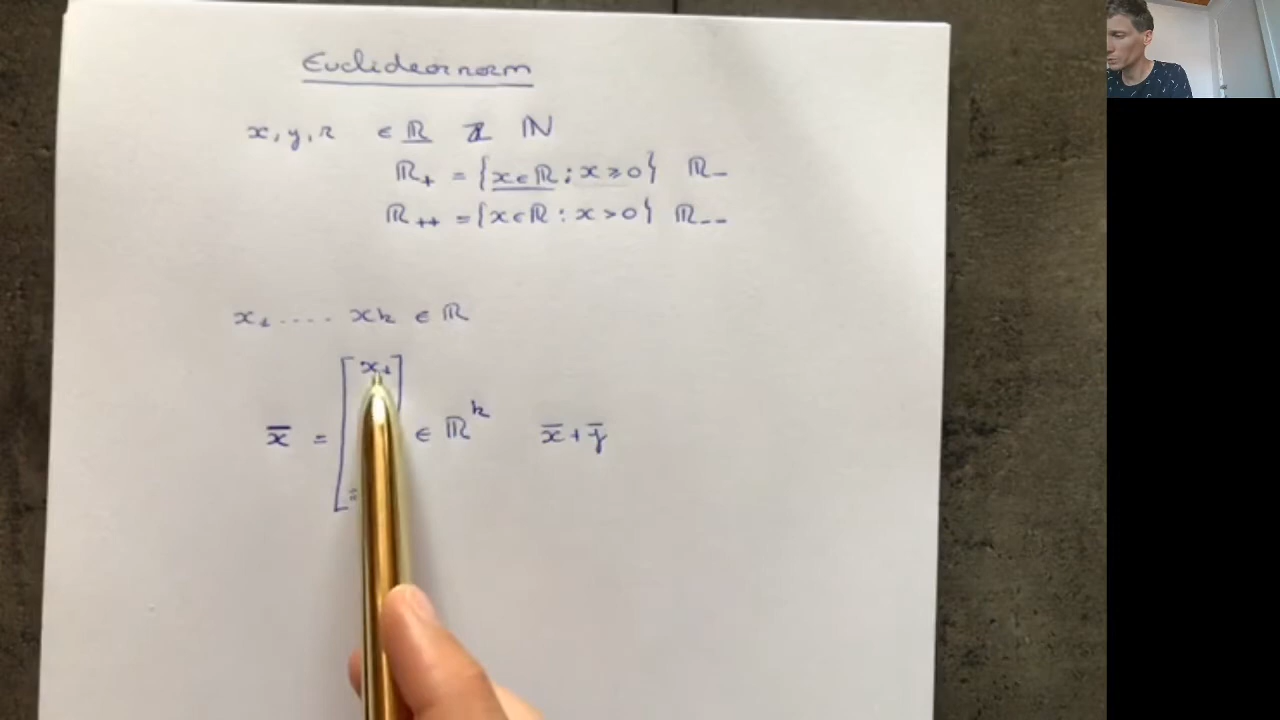 Euclidean norm
x, y, z ∈ ℝ ℤ ℕ
ℝ₊ = {x∈ℝ : x ≥ 0} ℝ₋
ℝ₊₊ = {x∈ℝ : x > 0} ℝ₋₋
x₁ .... xk ∈ ℝ
x̄ = [x₁ ] ∈ ℝᵏ x̄ + ȳ